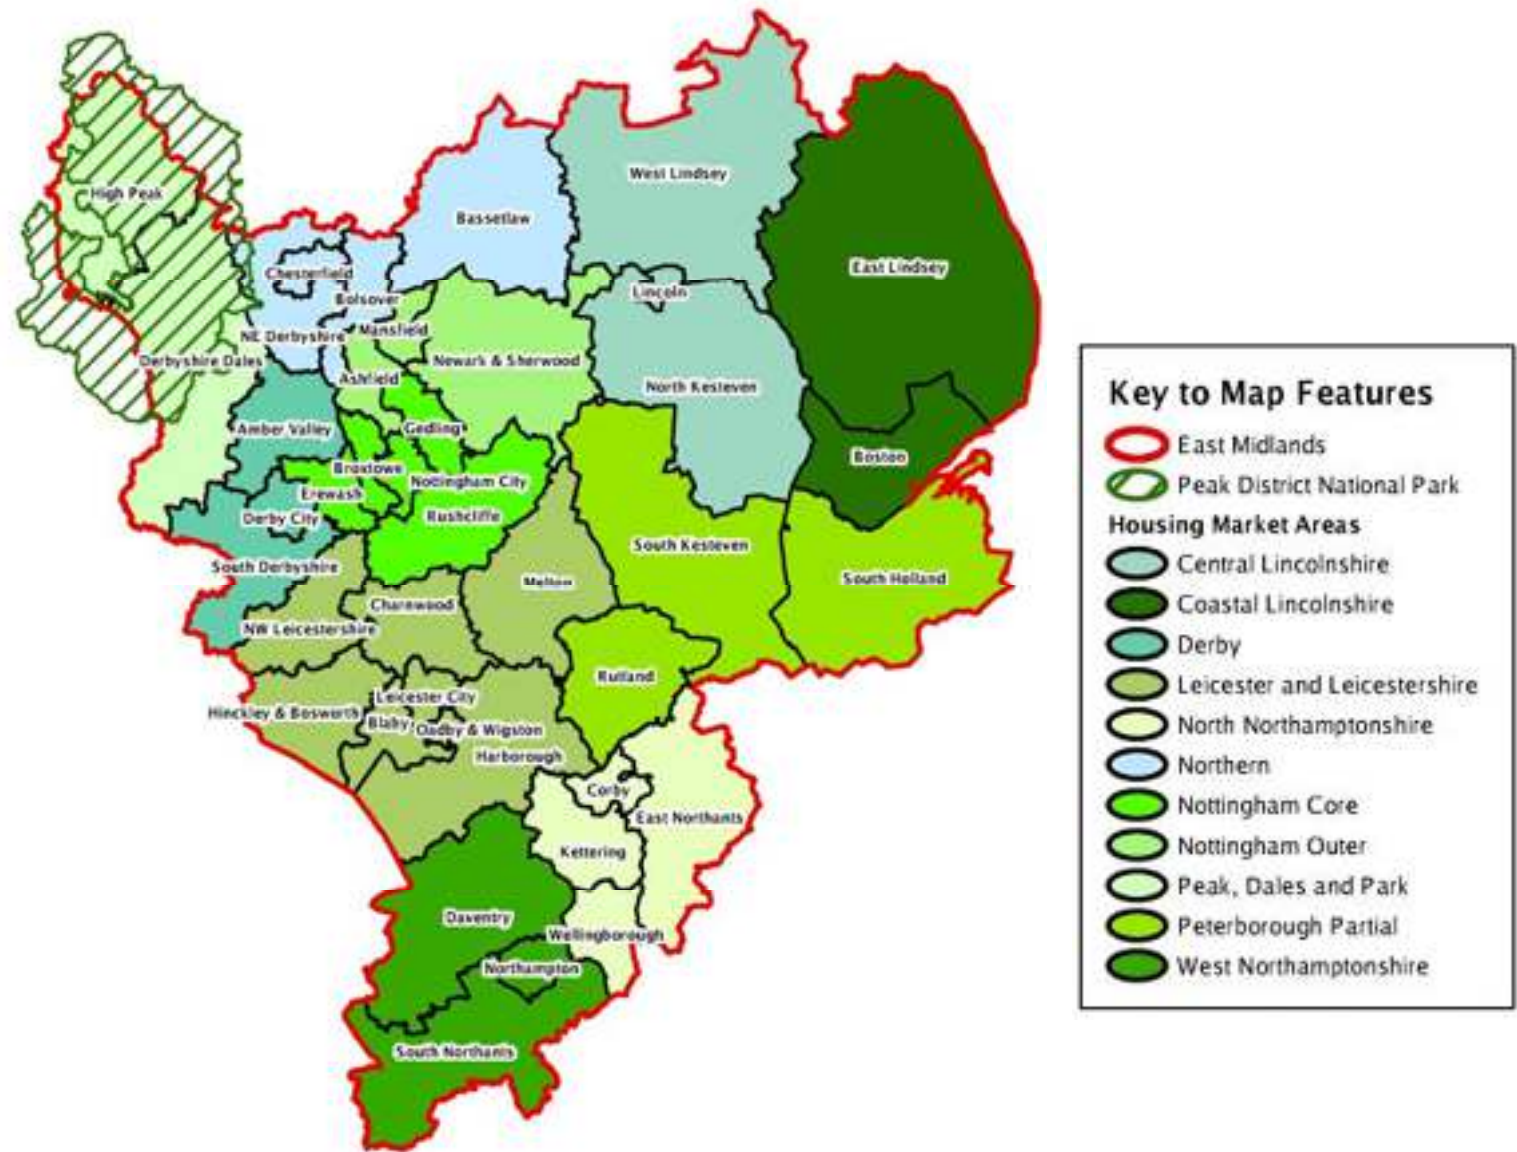 High Peak
West Lindsey
Bassetlaw
East Lindsey
Chesterfield
Lincoln
Bolsover
Mansfield
NE Derbyshire
Derbyshire Dales
Newark & Sherwood
Ashfield
North Kesteven
Amber Valley
Gedling
Boston
Broxtowe
Nottingham City
Erewash
Derby City
Rushcliffe
South Kesteven
South Derbyshire
South Holland
Melton
Charnwood
NW Leicestershire
Rutland
Leicester City
Hinckley & Bosworth
Blaby
Oadby & Wigston
Harborough
Corby
East Northants
Kettering
Daventry
Wellingborough
Northampton
South Northants
Key to Map Features
East Midlands
Peak District National Park
Housing Market Areas
Central Lincolnshire
Coastal Lincolnshire
Derby
Leicester and Leicestershire
North Northamptonshire
Northern
Nottingham Core
Nottingham Outer
Peak, Dales and Park
Peterborough Partial
West Northamptonshire